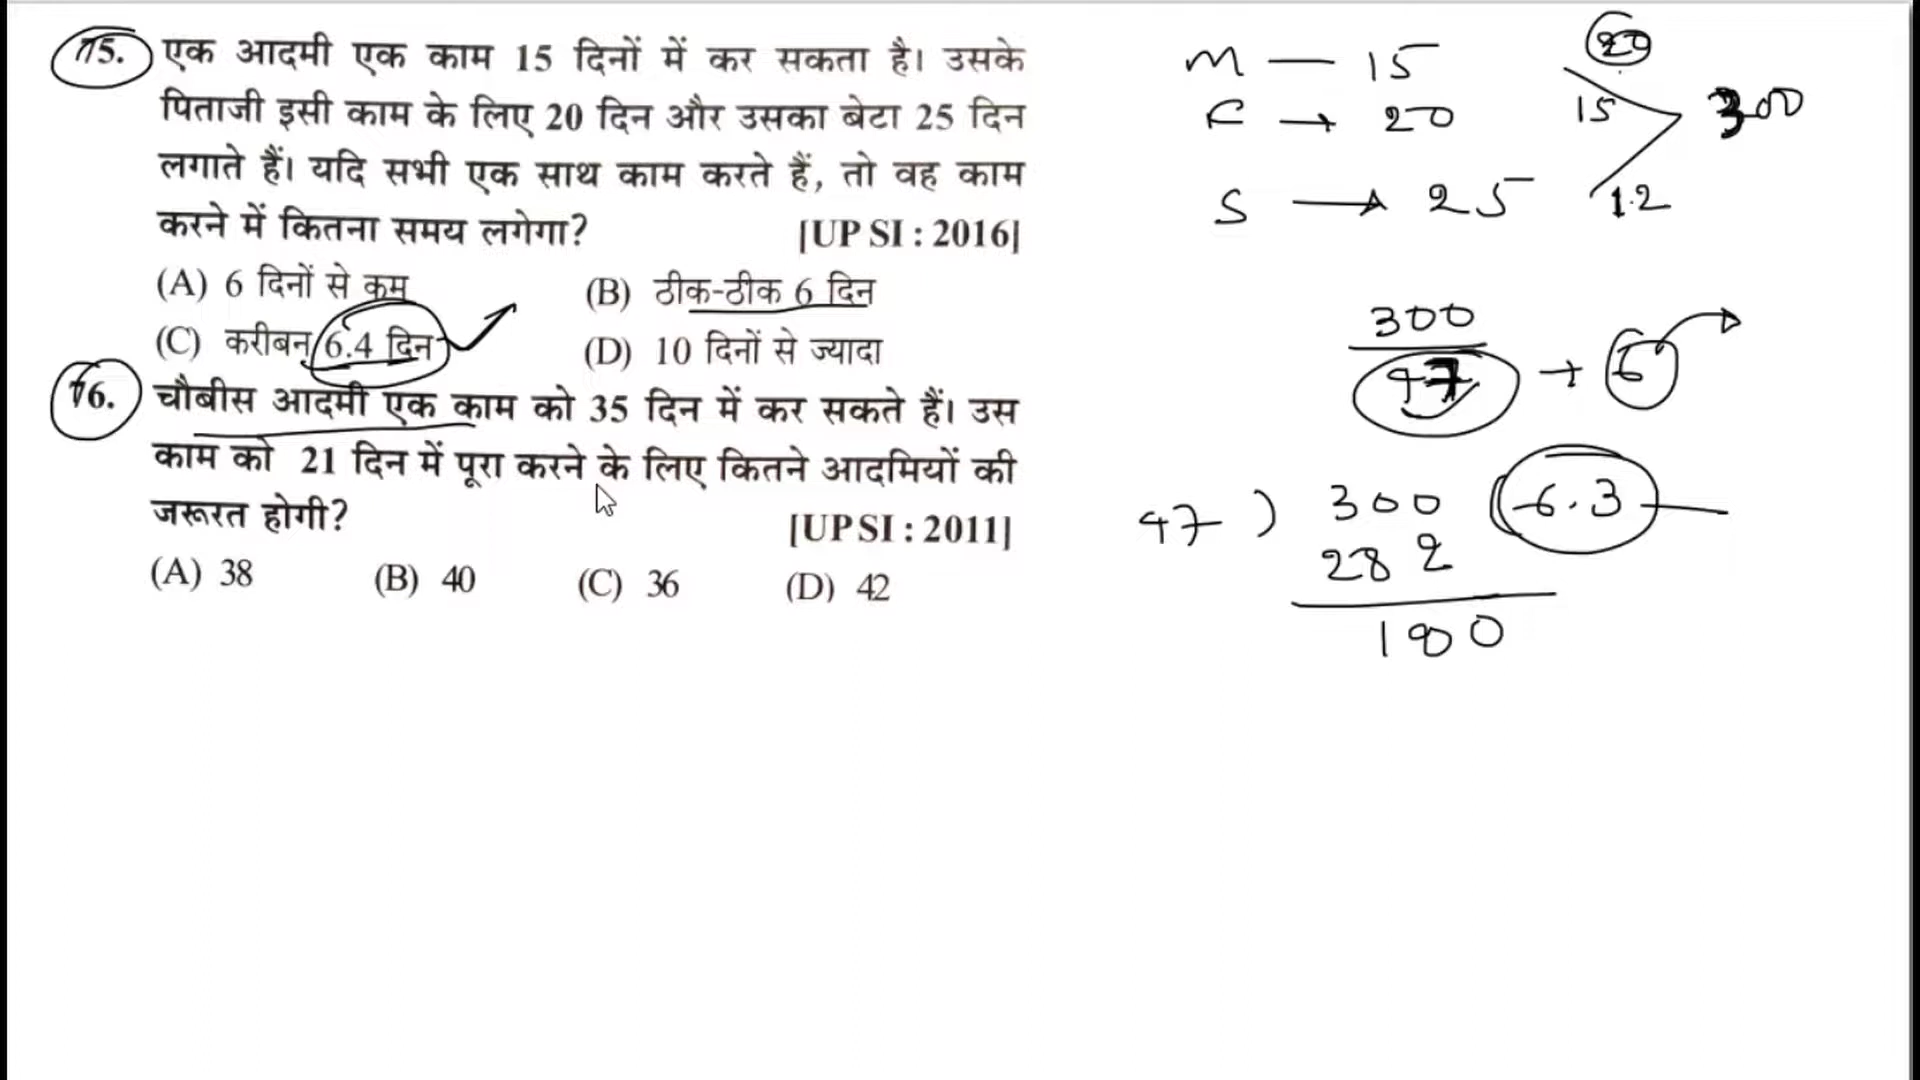 75. एक आदमी एक काम 15 दिनों में कर सकता है। उसके
पिताजी इसी काम के लिए 20 दिन और उसका बेटा 25 दिन
लगाते हैं। यदि सभी एक साथ काम करते हैं, तो वह काम
करने में कितना समय लगेगा? [UP SI : 2016]
(A) 6 दिनों से कम (B) ठीक-ठीक 6 दिन
(C) करीबन 6.4 दिन (D) 10 दिनों से ज्यादा
76. चौबीस आदमी एक काम को 35 दिन में कर सकते हैं। उस
काम को 21 दिन में पूरा करने के लिए कितने आदमियों की
जरूरत होगी? [UP SI : 2011]
(A) 38 (B) 40 (C) 36 (D) 42
M — 15 20
F → 20 15 300
S → 25 12
300
47 → 6
47 ) 300 ( 6.3
282
180